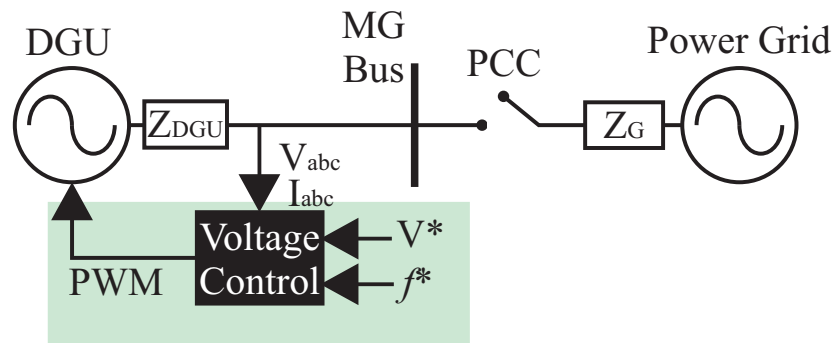 DGU
MG
Bus
PCC
Power Grid
ZDGU
ZG
Vabc
Iabc
Voltage
Control
V*
f*
PWM